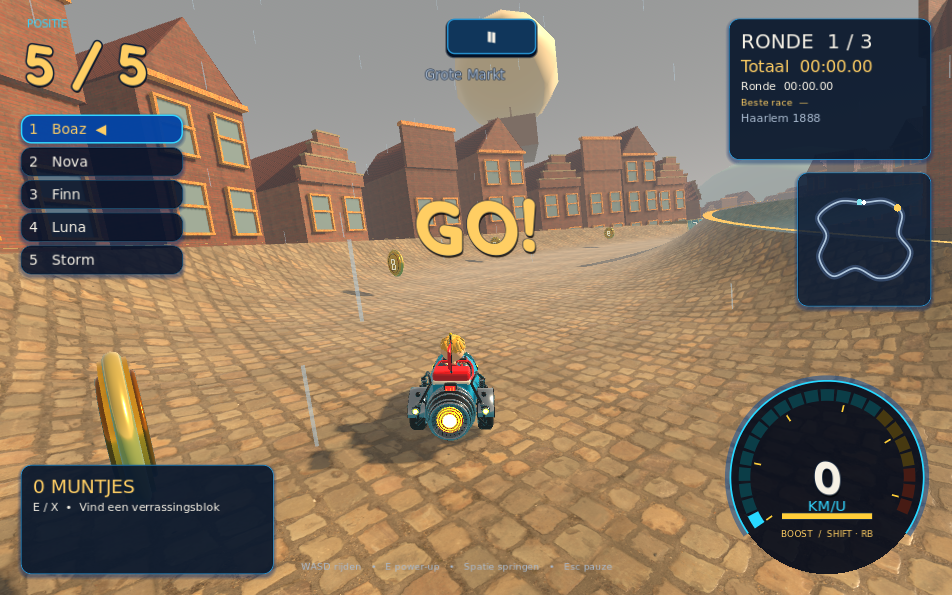 POSITIE
5 / 5
1 Boaz ◀
2 Nova
3 Finn
4 Luna
5 Storm
Grote Markt
GO!
RONDE 1 / 3
Totaal 00:00.00
Ronde 00:00.00
Beste race —
Haarlem 1888
0 MUNTJES
E / X • Vind een verrassingsblok
WASD rijden • E power-up • Spatie springen • Esc pauze
0
KM/U
BOOST / SHIFT · RB